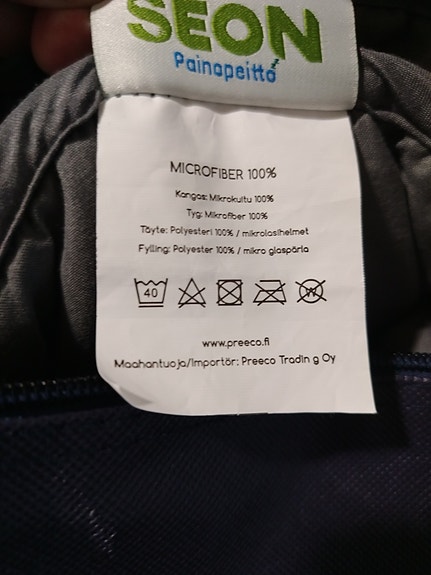 SEON
Painopeitto
MICROFIBER 100%
Kangas: Mikrokuitu 100%
Tyg: Mikrofiber 100%
Täyte: Polyesteri 100% / mikrolasihelmet
Fylling: Polyester 100% / mikro glaspärla
40 W
www.preeco.fi
Maahantuoja/Importör: Preeco Tradin g Oy